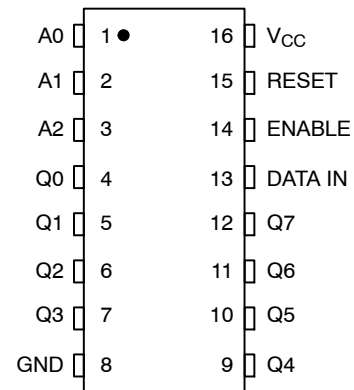 A0 1 16 VCC
A1 2 15 RESET
A2 3 14 ENABLE
Q0 4 13 DATA IN
Q1 5 12 Q7
Q2 6 11 Q6
Q3 7 10 Q5
GND 8 9 Q4